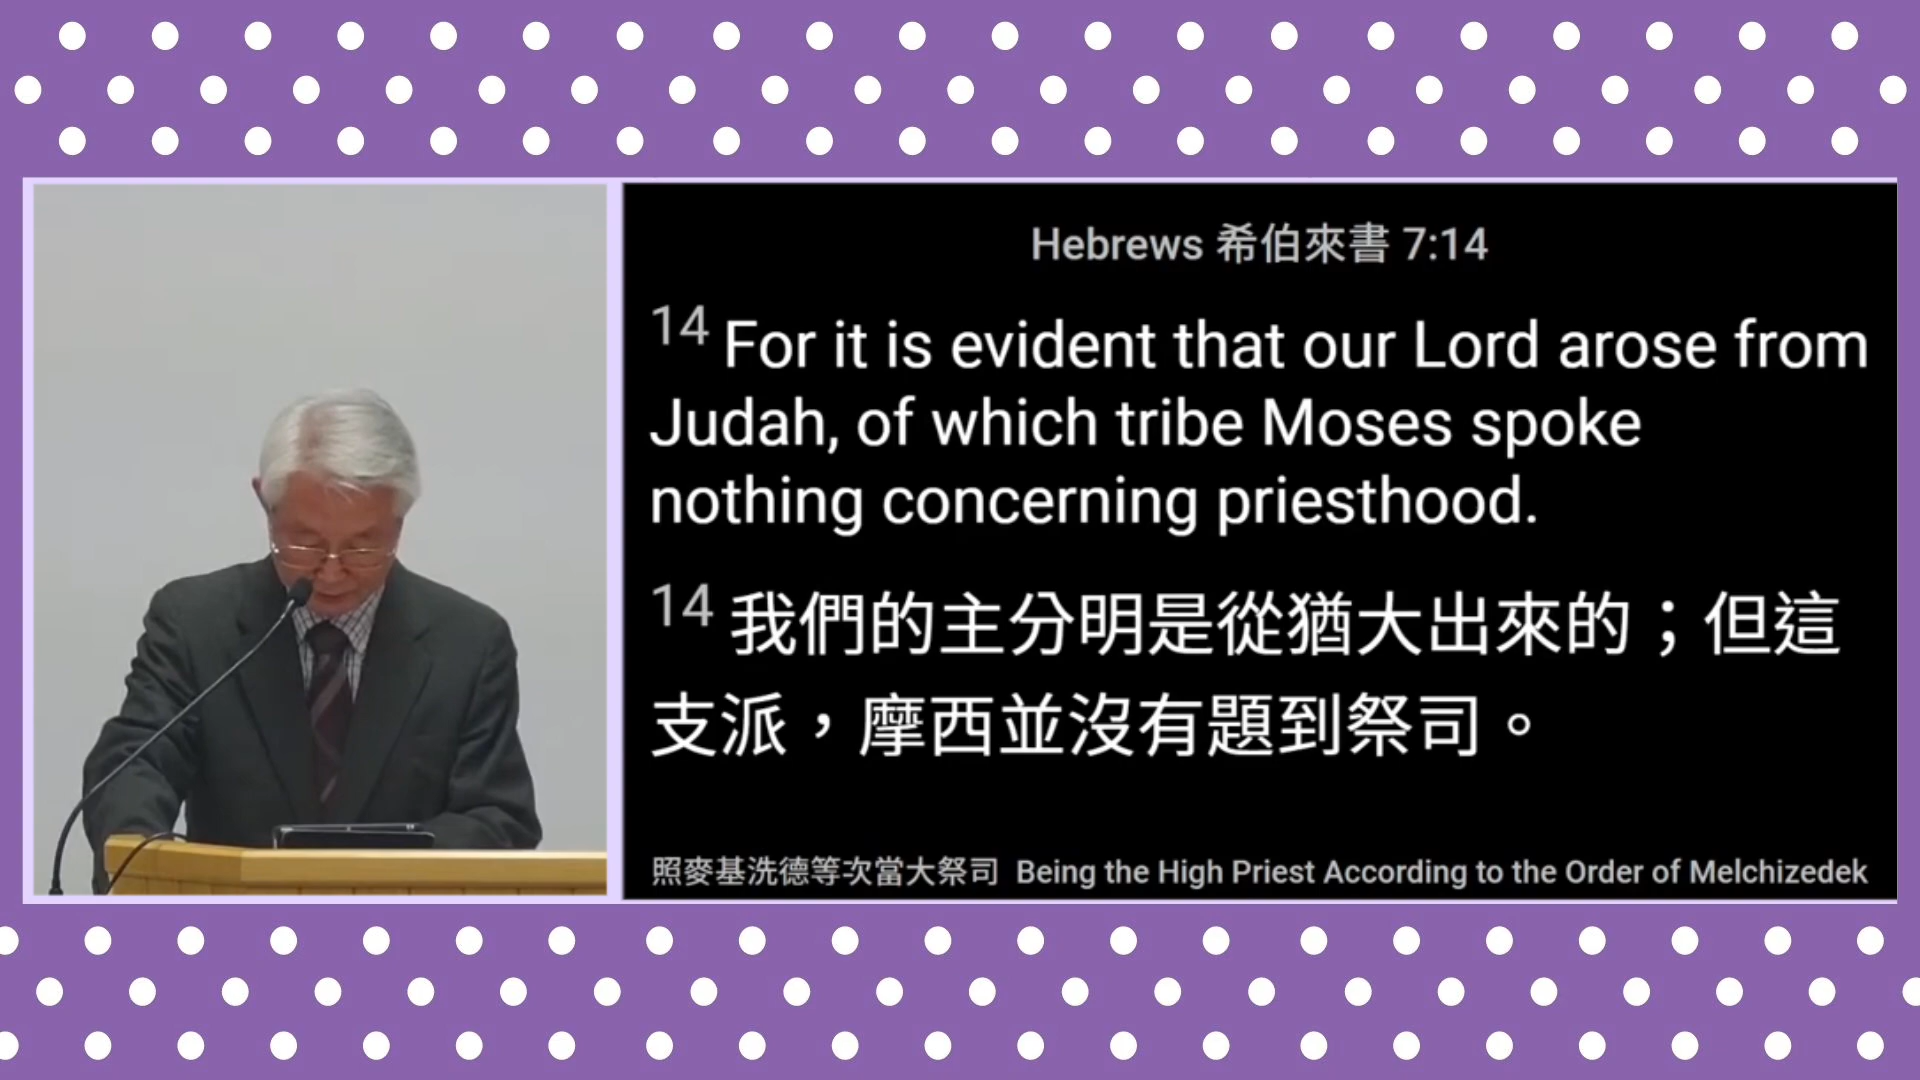 Hebrews 希伯來書 7:14
14 For it is evident that our Lord arose from
Judah, of which tribe Moses spoke
nothing concerning priesthood.
14 我們的主分明是從猶大出來的；但這
支派，摩西並沒有題到祭司。
照麥基洗德等次當大祭司 Being the High Priest According to the Order of Melchizedek